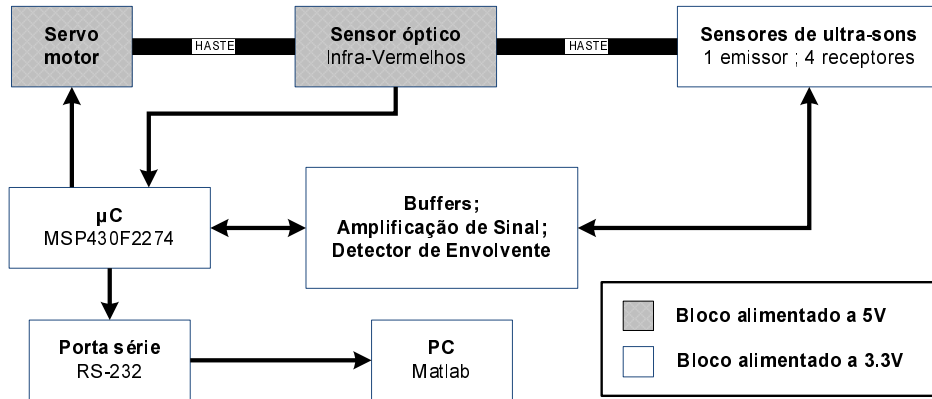 Servo
motor
HASTE
Sensor óptico
Infra-Vermelhos
HASTE
Sensores de ultra-sons
1 emissor ; 4 receptores
µC
MSP430F2274
Buffers;
Amplificação de Sinal;
Detector de Envolvente
Porta série
RS-232
PC
Matlab
Bloco alimentado a 5V
Bloco alimentado a 3.3V